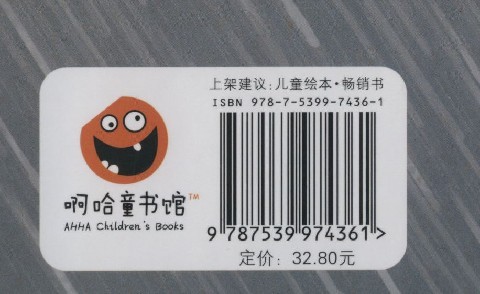 上架建议:儿童绘本·畅销书
ISBN 978-7-5399-7436-1
啊哈童书馆™
AHHA Children's Books
9 787539 974361>
定价: 32.80元